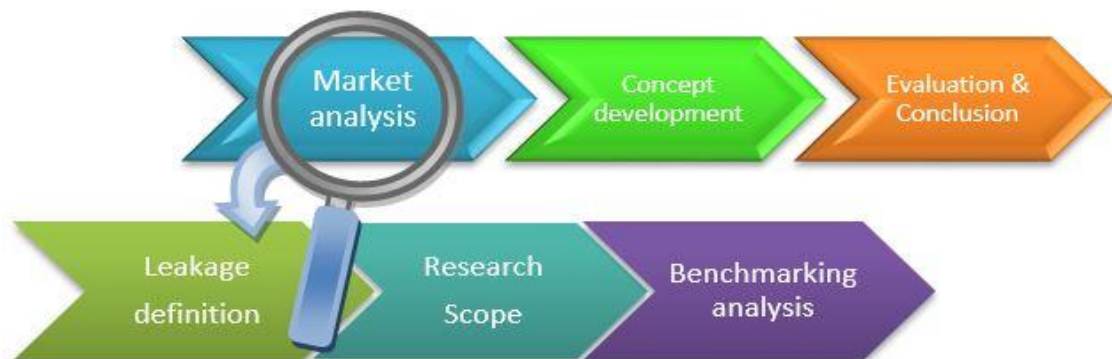 Market
analysis
Concept
development
Evaluation &
Conclusion
Leakage
definition
Research
Scope
Benchmarking
analysis